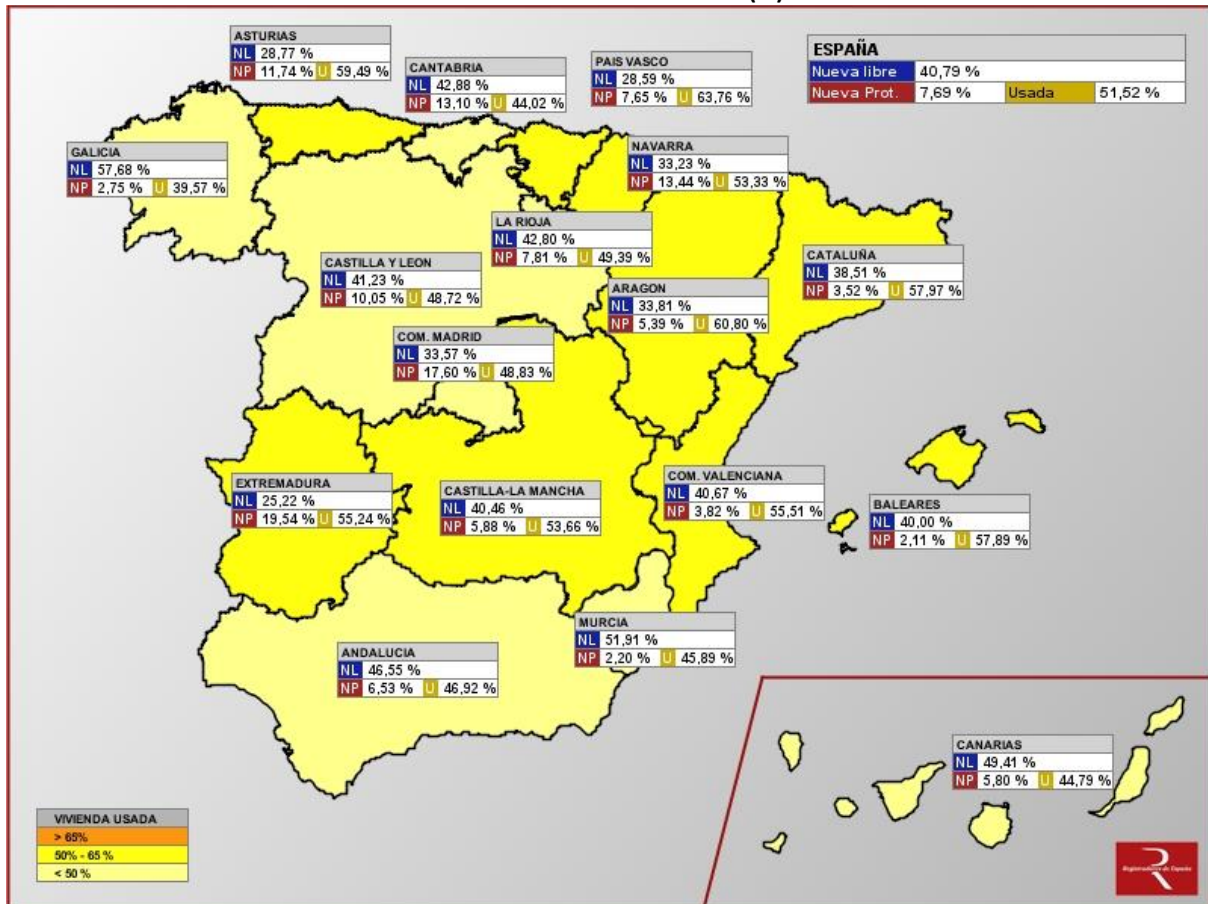 ASTURIAS
NL 28,77 %
NP 11,74 % U 59,49 %
CANTABRIA
NL 42,88 %
NP 13,10 % U 44,02 %
PAIS VASCO
NL 28,59 %
NP 7,65 % U 63,76 %
ESPAÑA
Nueva libre 40,79 %
Nueva Prot. 7,69 % Usada 51,52 %
GALICIA
NL 57,68 %
NP 2,75 % U 39,57 %
NAVARRA
NL 33,23 %
NP 13,44 % U 53,33 %
LA RIOJA
NL 42,80 %
NP 7,81 % U 49,39 %
CASTILLA Y LEON
NL 41,23 %
NP 10,05 % U 48,72 %
CATALUÑA
NL 38,51 %
NP 3,52 % U 57,97 %
ARAGON
NL 33,81 %
NP 5,39 % U 60,80 %
COM. MADRID
NL 33,57 %
NP 17,60 % U 48,83 %
EXTREMADURA
NL 25,22 %
NP 19,54 % U 55,24 %
CASTILLA-LA MANCHA
NL 40,46 %
NP 5,88 % U 53,66 %
COM. VALENCIANA
NL 40,67 %
NP 3,82 % U 55,51 %
BALEARES
NL 40,00 %
NP 2,11 % U 57,89 %
MURCIA
NL 51,91 %
NP 2,20 % U 45,89 %
ANDALUCIA
NL 46,55 %
NP 6,53 % U 46,92 %
CANARIAS
NL 49,41 %
NP 5,80 % U 44,79 %
VIVIENDA USADA
> 65%
50% - 65 %
< 50 %
Registradores de España